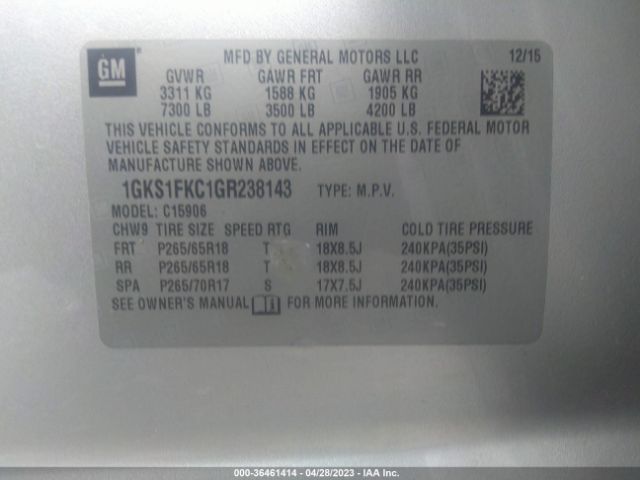 GM
MFD BY GENERAL MOTORS LLC 12/15
GVWR GAWR FRT GAWR RR
3311 KG 1588 KG 1905 KG
7300 LB 3500 LB 4200 LB
THIS VEHICLE CONFORMS TO ALL APPLICABLE U.S. FEDERAL MOTOR
VEHICLE SAFETY STANDARDS IN EFFECT ON THE DATE OF
MANUFACTURE SHOWN ABOVE.
1GKS1FKC1GR238143 TYPE: M.P.V.
MODEL: C15906
CHW9 TIRE SIZE SPEED RTG RIM COLD TIRE PRESSURE
FRT P265/65R18 T 18X8.5J 240KPA(35PSI)
RR P265/65R18 T 18X8.5J 240KPA(35PSI)
SPA P265/70R17 S 17X7.5J 240KPA(35PSI)
SEE OWNER'S MANUAL FOR MORE INFORMATION.
000-36461414 - 04/28/2023 - IAA Inc.